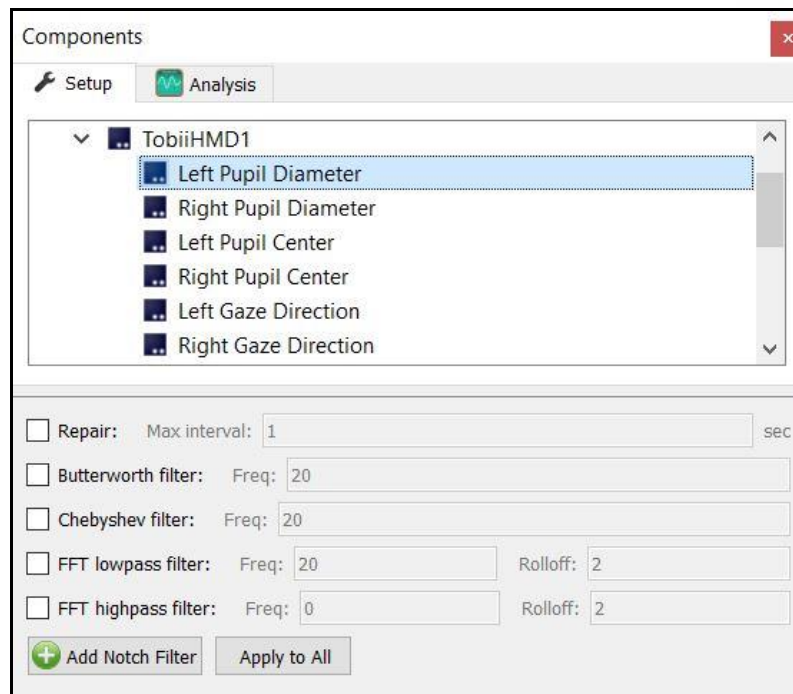 Components
Setup Analysis
TobiiHMD1
Left Pupil Diameter
Right Pupil Diameter
Left Pupil Center
Right Pupil Center
Left Gaze Direction
Right Gaze Direction
Repair: Max interval: 1 sec
Butterworth filter: Freq: 20
Chebyshev filter: Freq: 20
FFT lowpass filter: Freq: 20 Rolloff: 2
FFT highpass filter: Freq: 0 Rolloff: 2
Add Notch Filter Apply to All